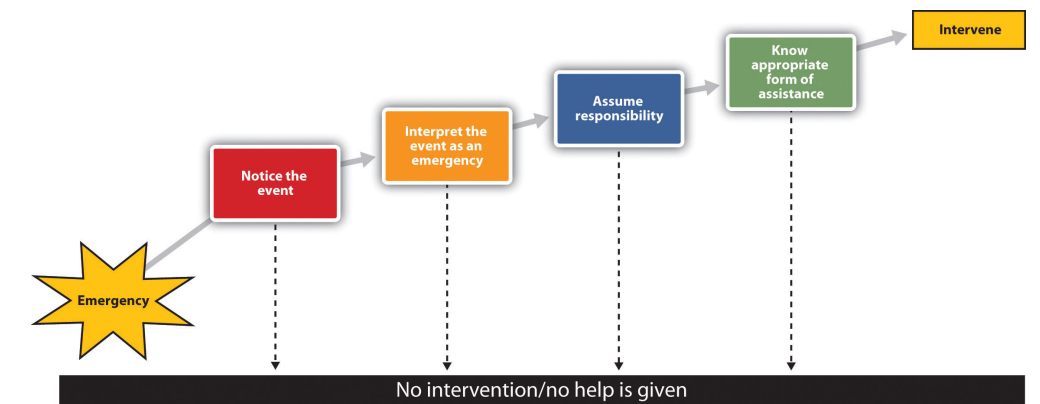 Emergency
Notice the
event
Interpret the
event as an
emergency
Assume
responsibility
Know
appropriate
form of
assistance
Intervene
No intervention/no help is given